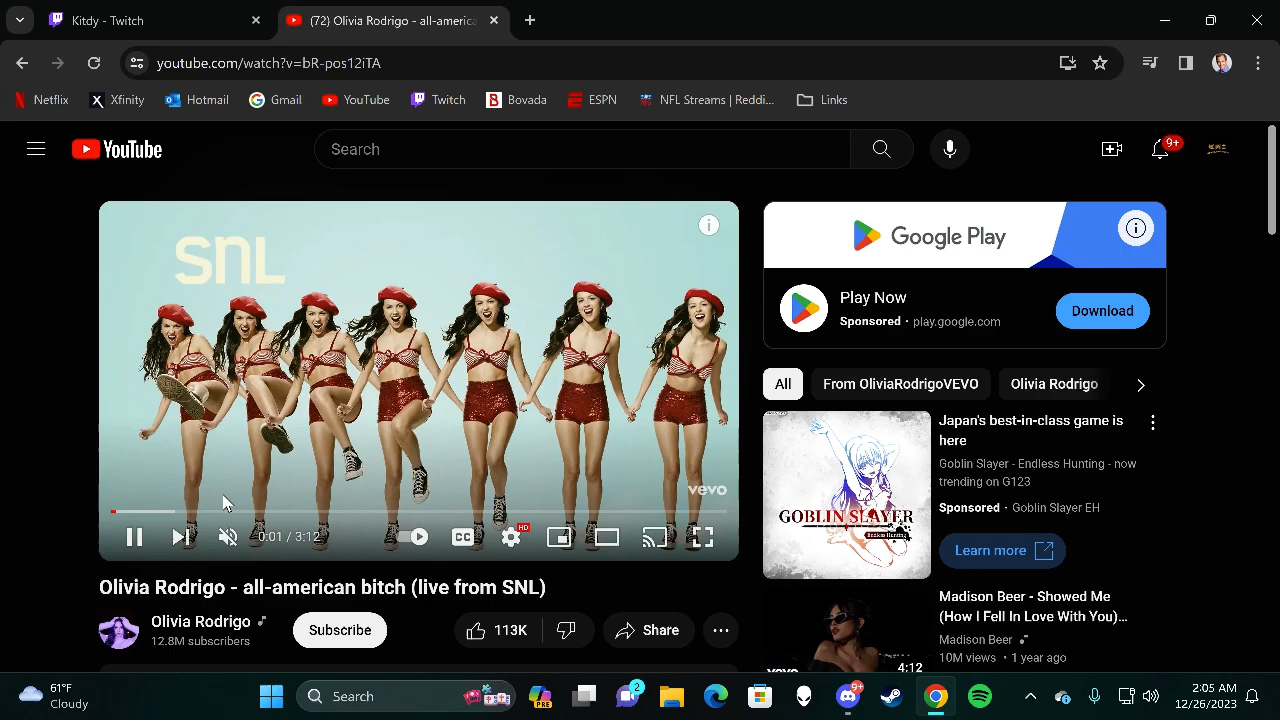 Kitdy - Twitch
(72) Olivia Rodrigo - all-america
youtube.com/watch?v=bR-pos12iTA
Netflix
Xfinity
Hotmail
Gmail
YouTube
Twitch
Bovada
ESPN
NFL Streams | Reddi...
Links
YouTube
Search
9+
SNL
vevo
0:01 / 3:12
CC
HD
Olivia Rodrigo - all-american bitch (live from SNL)
Olivia Rodrigo
12.8M subscribers
Subscribe
113K
Share
Google Play
Play Now
Sponsored · play.google.com
Download
All
From OliviaRodrigoVEVO
Olivia Rodrigo
GOBLIN SLAYER
Endless Hunting
Japan's best-in-class game is
here
Goblin Slayer - Endless Hunting - now
trending on G123
Sponsored · Goblin Slayer EH
Learn more
vevo
4:12
Madison Beer - Showed Me
(How I Fell In Love With You)...
Madison Beer
10M views · 1 year ago
61°F
Cloudy
Search
PRE
2
9+
2:05 AM
12/26/2023